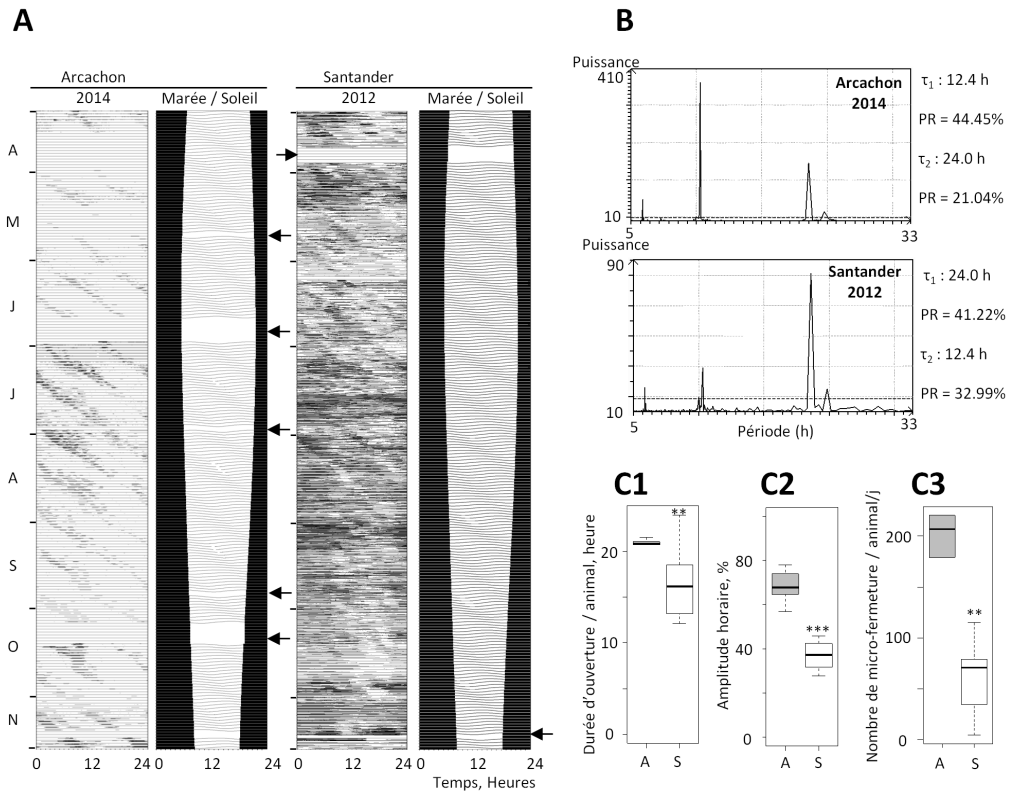 A
Arcachon
Santander
2014
Marée / Soleil
2012
Marée / Soleil
A
M
J
J
A
S
O
N
0 12 24 0 12 24
0 12 24 0 12 24
Temps, Heures
B
Puissance
410
10
5
33
Arcachon
2014
τ1 : 12.4 h
PR = 44.45%
τ2 : 24.0 h
PR = 21.04%
Puissance
90
10
5
33
Période (h)
Santander
2012
τ1 : 24.0 h
PR = 41.22%
τ2 : 12.4 h
PR = 32.99%
C1
Durée d'ouverture / animal, heure
20
10
0
**
A S
C2
Amplitude horaire, %
80
40
0
***
A S
C3
Nombre de micro-fermeture / animal/j
200
100
0
**
A S